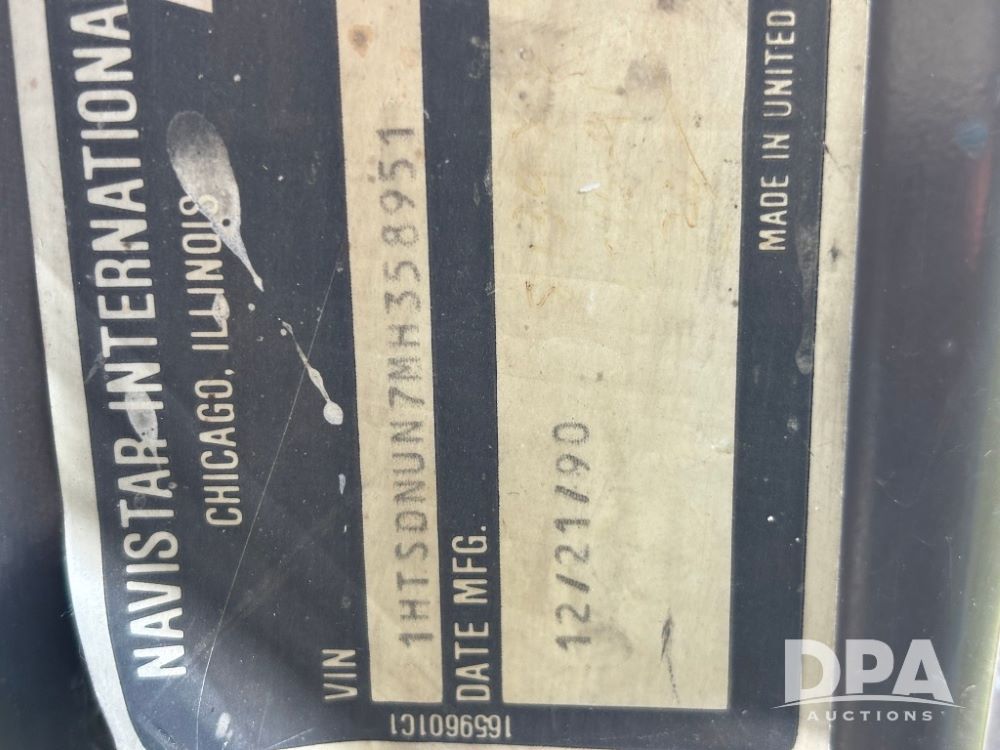 NAVISTAR INTERNATIONA
CHICAGO, ILLINOIS
VIN
1HTSDNUN7MH358951
DATE MFG.
12/21/90
MADE IN UNITED
1659601C1
DPA
AUCTIONS